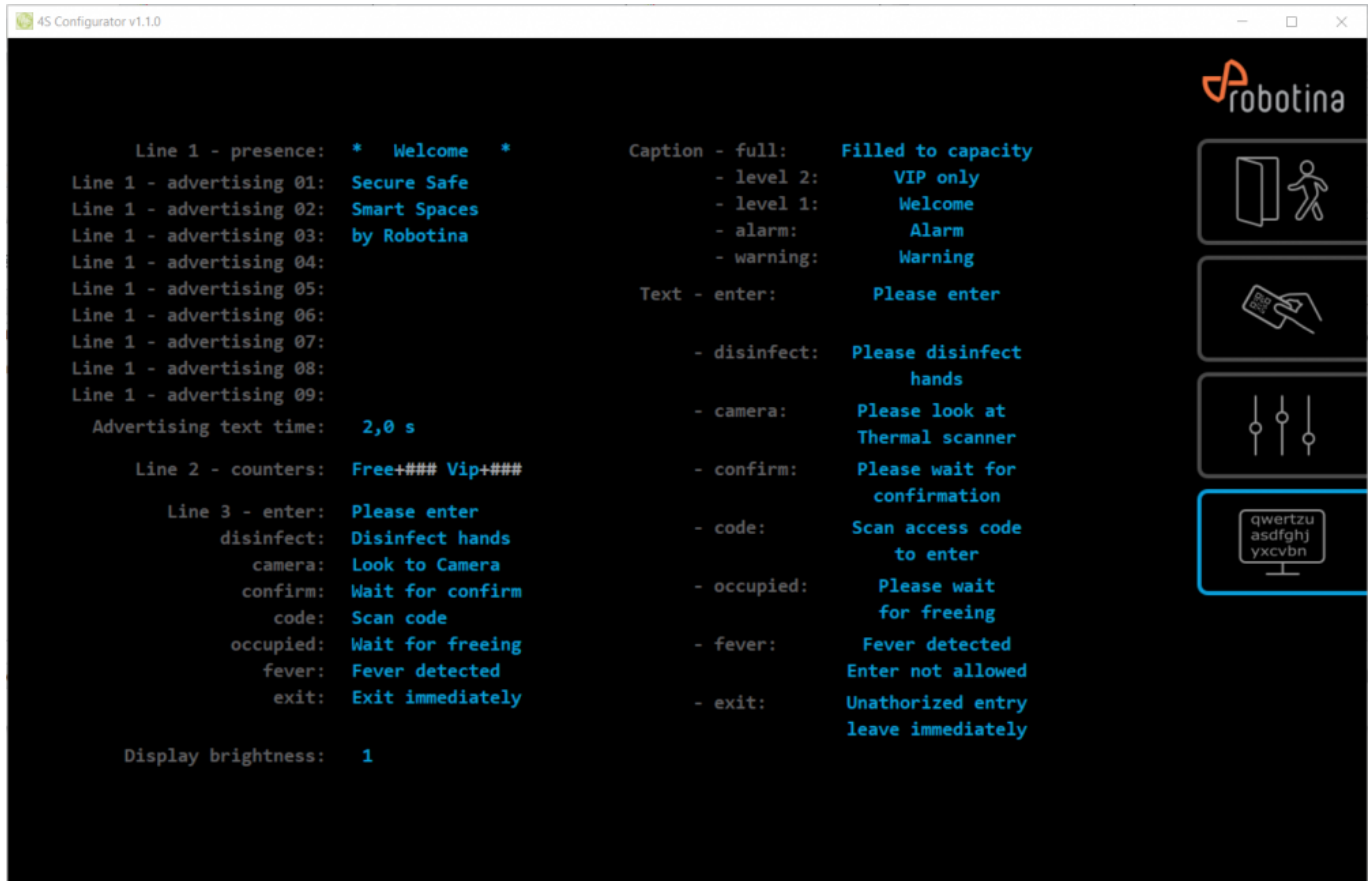 4S Configurator v1.1.0
robotina
Line 1 - presence: * Welcome *
Line 1 - advertising 01: Secure Safe
Line 1 - advertising 02: Smart Spaces
Line 1 - advertising 03: by Robotina
Line 1 - advertising 04:
Line 1 - advertising 05:
Line 1 - advertising 06:
Line 1 - advertising 07:
Line 1 - advertising 08:
Line 1 - advertising 09:
Advertising text time: 2,0 s
Line 2 - counters: Free+### Vip+###
Line 3 - enter: Please enter
disinfect: Disinfect hands
camera: Look to Camera
confirm: Wait for confirm
code: Scan code
occupied: Wait for freeing
fever: Fever detected
exit: Exit immediately
Display brightness: 1
Caption - full: Filled to capacity
- level 2: VIP only
- level 1: Welcome
- alarm: Alarm
- warning: Warning
Text - enter: Please enter
- disinfect: Please disinfect
hands
- camera: Please look at
Thermal scanner
- confirm: Please wait for
confirmation
- code: Scan access code
to enter
- occupied: Please wait
for freeing
- fever: Fever detected
Enter not allowed
- exit: Unathorized entry
leave immediately
qwertzu
asdfghj
yxcvbn